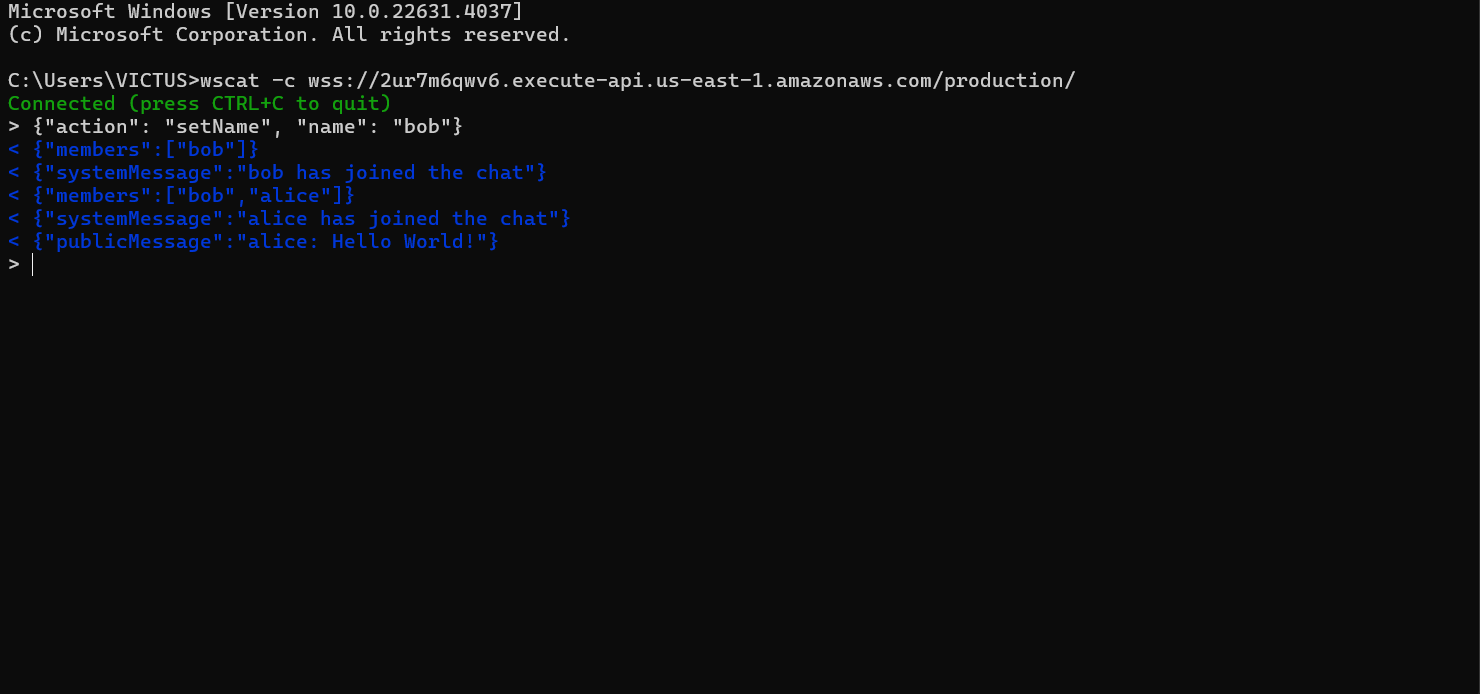 Microsoft Windows [Version 10.0.22631.4037]
(c) Microsoft Corporation. All rights reserved.
C:\Users\VICTUS>wscat -c wss://2ur7m6qwv6.execute-api.us-east-1.amazonaws.com/production/
Connected (press CTRL+C to quit)
> {"action": "setName", "name": "bob"}
< {"members":["bob"]}
< {"systemMessage":"bob has joined the chat"}
< {"members":["bob","alice"]}
< {"systemMessage":"alice has joined the chat"}
< {"publicMessage":"alice: Hello World!"}
>